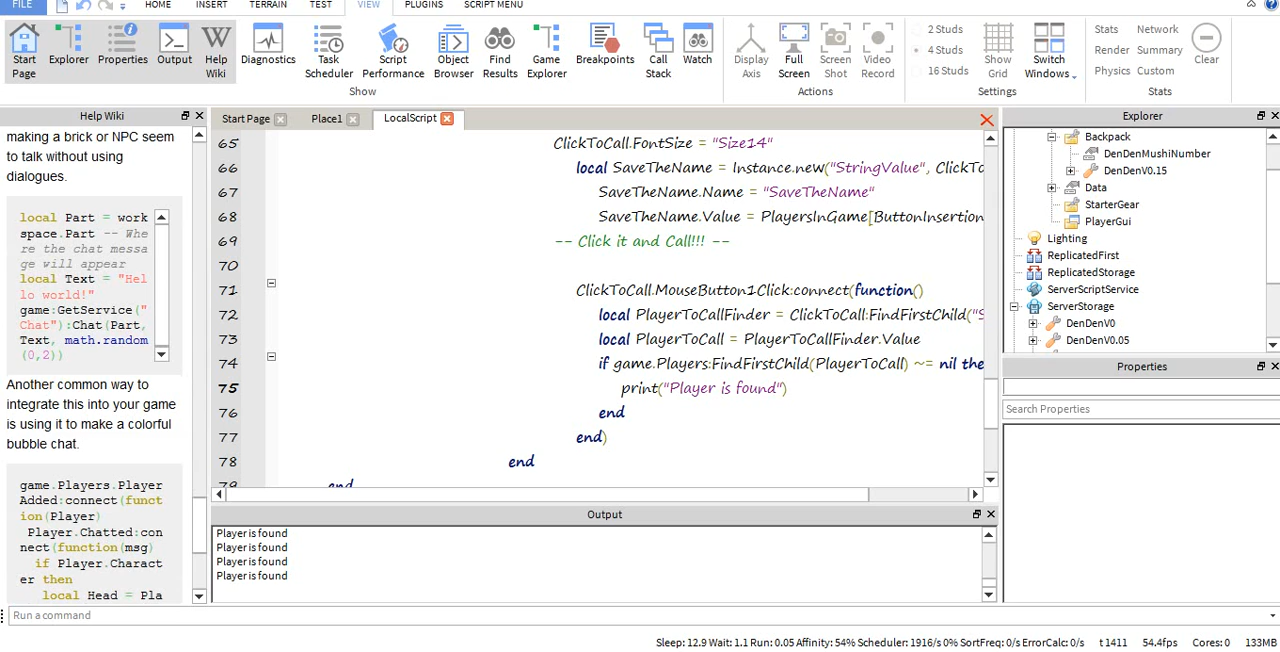 FILE HOME INSERT TERRAIN TEST VIEW PLUGINS SCRIPT MENU
Start Page
Explorer
Properties
Output
Help Wiki
Diagnostics
Task Scheduler
Script Performance
Object Browser
Find Results
Game Explorer
Breakpoints
Call Stack
Watch
Show
Display Axis
Full Screen
Screen Shot
Video Record
Actions
2 Studs
4 Studs
16 Studs
Show Grid
Switch Windows
Settings
Stats Network
Render Summary
Physics Custom
Clear
Stats
Help Wiki
making a brick or NPC seem
to talk without using
dialogues.
local Part = work
space.Part -- Whe
re the chat messa
ge will appear
local Text = "Hel
lo world!"
game:GetService("
Chat"):Chat(Part,
Text, math.random
(0,2))
Another common way to
integrate this into your game
is using it to make a colorful
bubble chat.
game.Players.Player
Added:connect(funct
ion(Player)
Player.Chatted:con
nect(function(msg)
if Player.Charact
er then
local Head = Pla
Start Page Place1 LocalScript
65 ClickToCall.FontSize = "Size14"
66 local SaveTheName = Instance.new("StringValue", ClickTo
67 SaveTheName.Name = "SaveTheName"
68 SaveTheName.Value = PlayersInGame[ButtonInsertion
69 -- Click it and Call!!! --
70
71 ClickToCall.MouseButton1Click:connect(function()
72 local PlayerToCallFinder = ClickToCall:FindFirstChild("S
73 local PlayerToCall = PlayerToCallFinder.Value
74 if game.Players:FindFirstChild(PlayerToCall) ~= nil the
75 print("Player is found")
76 end
77 end)
78 end
79 end
Output
Player is found
Player is found
Player is found
Player is found
Explorer
Backpack
DenDenMushiNumber
DenDenV0.15
Data
StarterGear
PlayerGui
Lighting
ReplicatedFirst
ReplicatedStorage
ServerScriptService
ServerStorage
DenDenV0
DenDenV0.05
Properties
Search Properties
Run a command
Sleep: 12.9 Wait: 1.1 Run: 0.05 Affinity: 54% Scheduler: 1916/s 0% SortFreq: 0/s ErrorCalc: 0/s t 1411 54.4fps Cores: 0 133MB